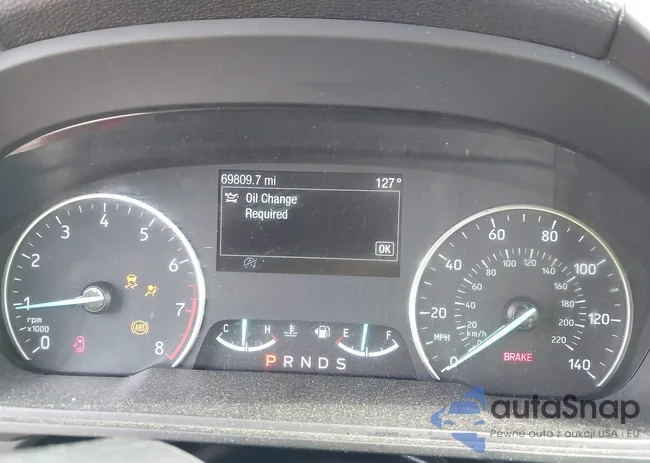 69809.7 mi 127°
Oil Change
Required
OK
0 1 2 3 4 5 6 7 8
rpm
x1000
ABS
C H E F
P R N D S
0 20 40 60 80 100 120 140
MPH
20 60 80 100 120 140 160 180 200 220
km/h
BRAKE
autoSnap
Pewne auta z aukcji USA i EU